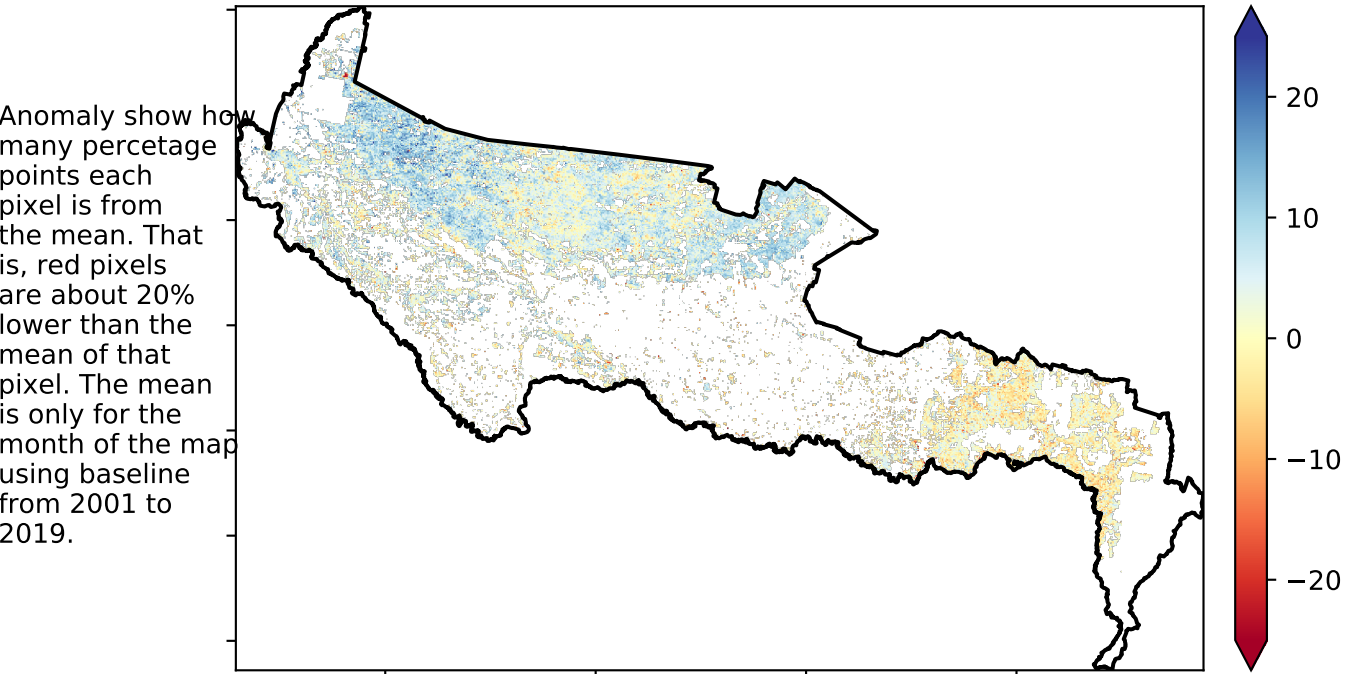 Anomaly show how
many percetage
points each
pixel is from
the mean. That
is, red pixels
are about 20%
lower than the
mean of that
pixel. The mean
is only for the
month of the map
using baseline
from 2001 to
2019.
20
10
0
−10
−20